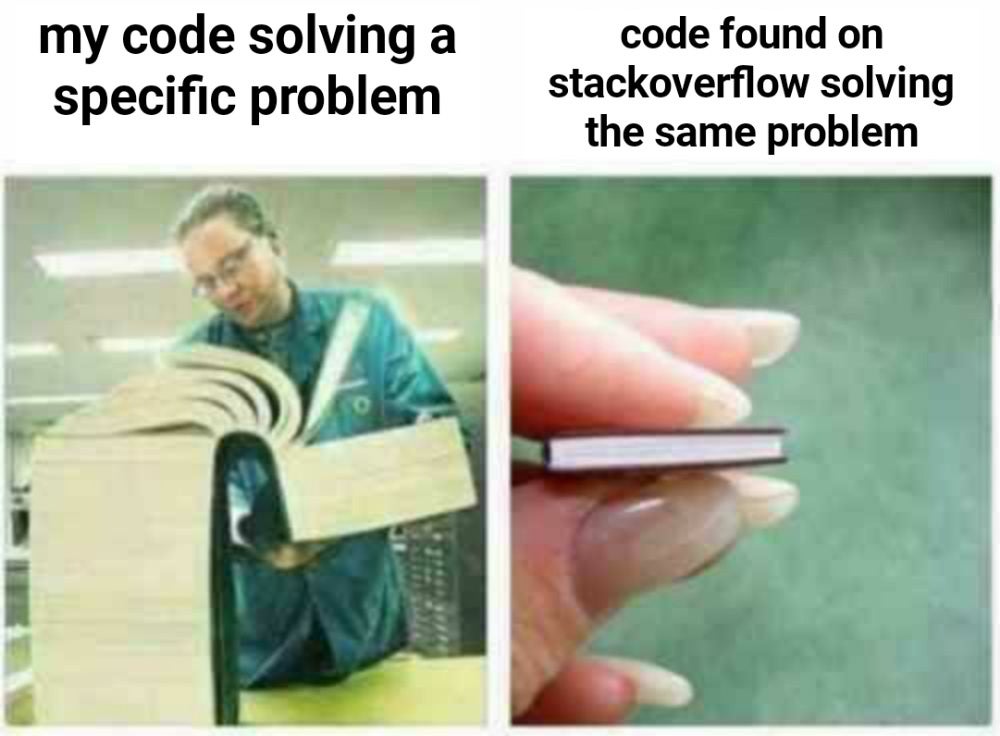 my code solving a
specific problem
code found on
stackoverflow solving
the same problem